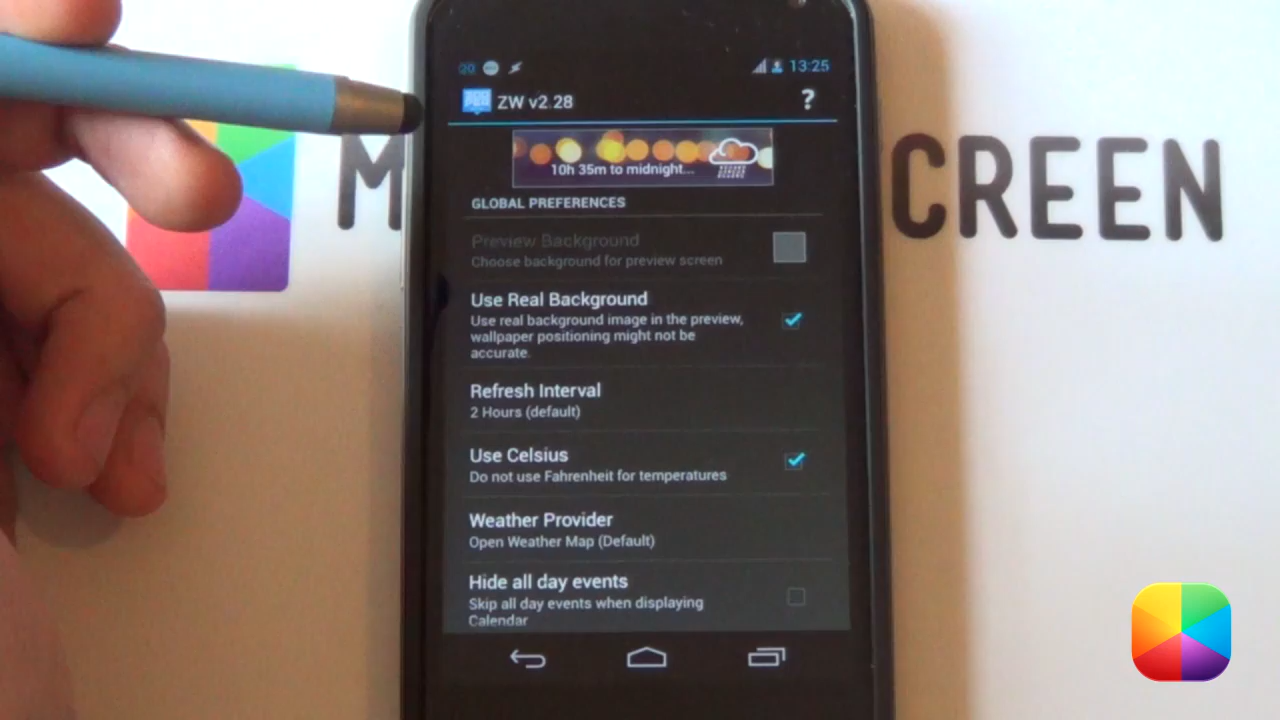 20 13:25
ZW v2.28 ?
10h 35m to midnight...
GLOBAL PREFERENCES
Preview Background
Choose background for preview screen
Use Real Background
Use real background image in the preview,
wallpaper positioning might not be
accurate.
Refresh Interval
2 Hours (default)
Use Celsius
Do not use Fahrenheit for temperatures
Weather Provider
Open Weather Map (Default)
Hide all day events
Skip all day events when displaying
Calendar
M CREEN